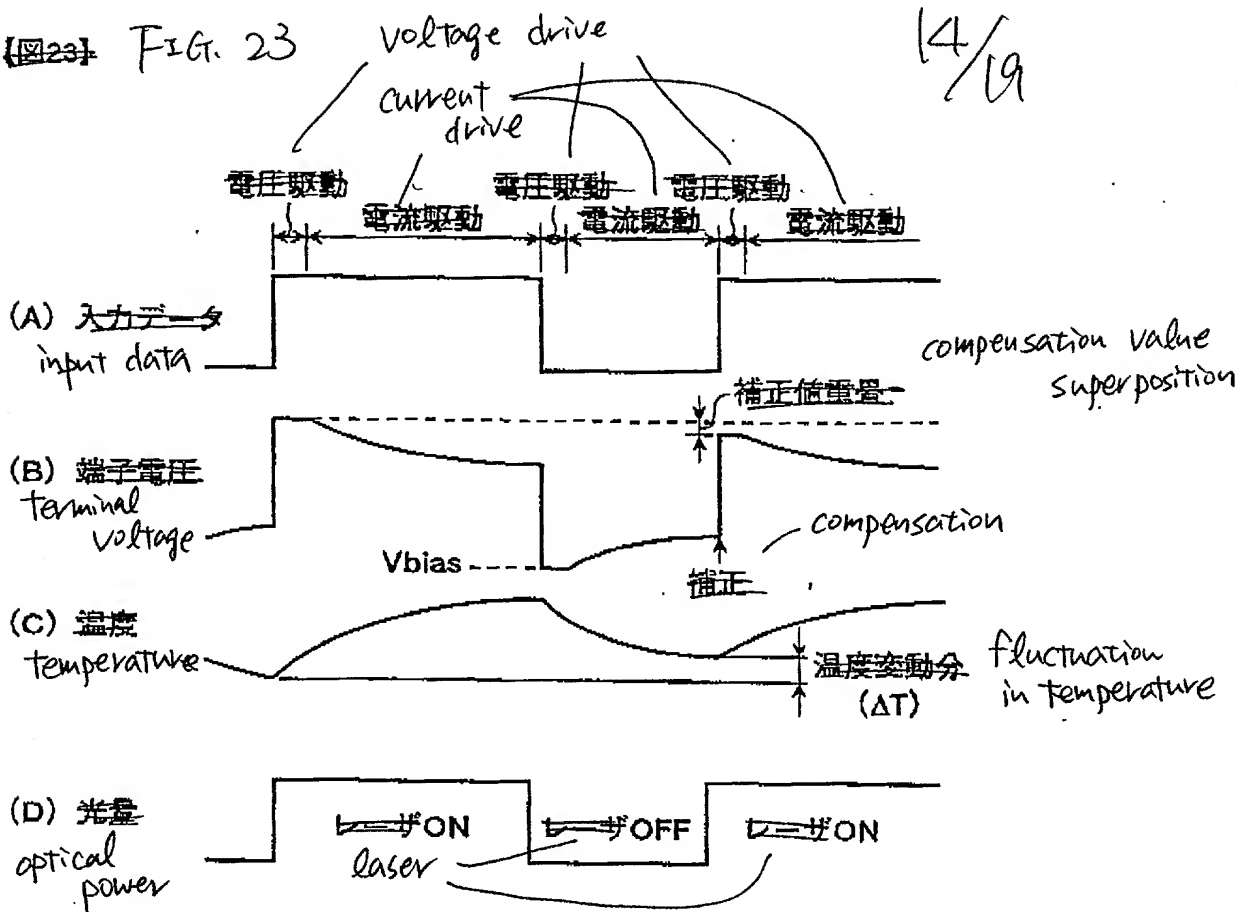 【図23】 FIG. 23
14/19
voltage drive
current
drive
電圧駆動 電圧駆動 電圧駆動
電流駆動 電流駆動 電流駆動
(A) 入力データ
input data
compensation value
superposition
補正値重畳
(B) 端子電圧
terminal
voltage
compensation
Vbias
補正
(C) 温度
temperature
温度変動分
(ΔT)
fluctuation
in temperature
(D) 光量
optical
power
レーザON レーザOFF レーザON
laser